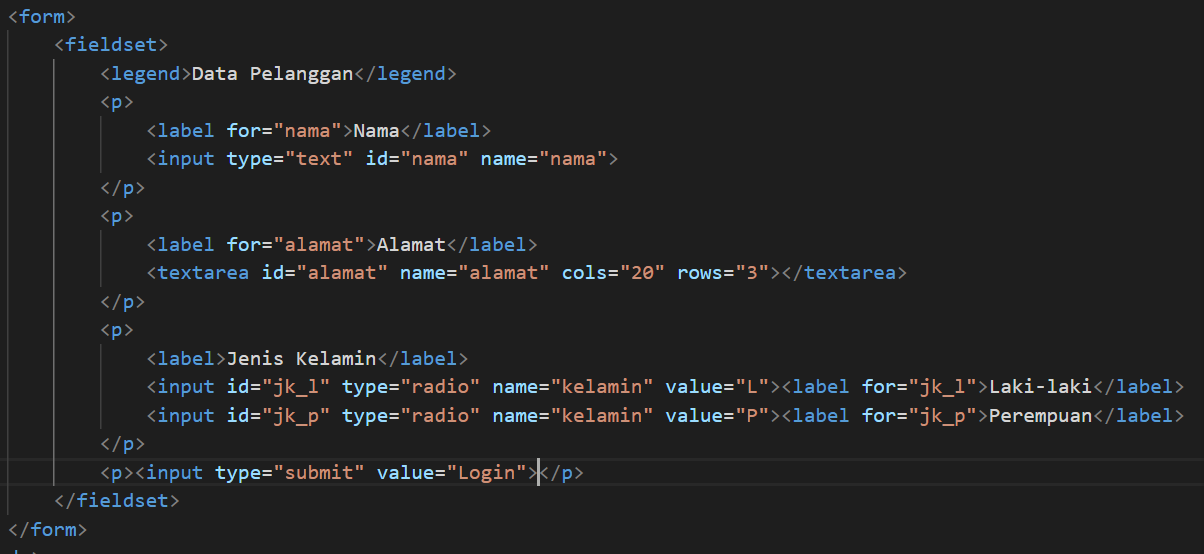 <form>
<fieldset>
<legend>Data Pelanggan</legend>
<p>
<label for="nama">Nama</label>
<input type="text" id="nama" name="nama">
</p>
<p>
<label for="alamat">Alamat</label>
<textarea id="alamat" name="alamat" cols="20" rows="3"></textarea>
</p>
<p>
<label>Jenis Kelamin</label>
<input id="jk_l" type="radio" name="kelamin" value="L"><label for="jk_l">Laki-laki</label>
<input id="jk_p" type="radio" name="kelamin" value="P"><label for="jk_p">Perempuan</label>
</p>
<p><input type="submit" value="Login"></p>
</fieldset>
</form>